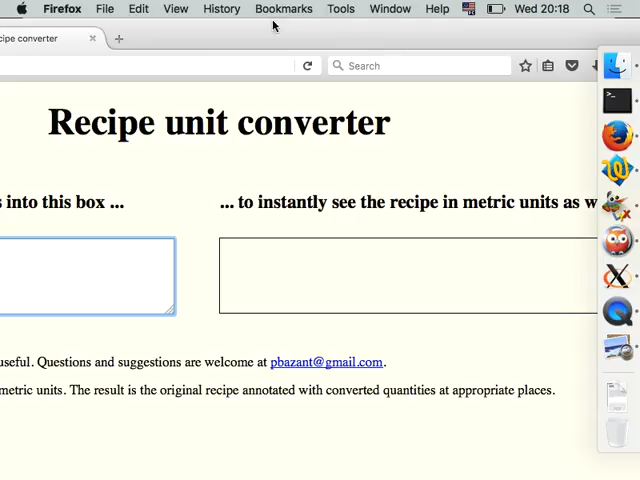 Firefox File Edit View History Bookmarks Tools Window Help Wed 20:18
cipe converter
Search
Recipe unit converter
s into this box ...
... to instantly see the recipe in metric units as w
useful. Questions and suggestions are welcome at pbazant@gmail.com.
metric units. The result is the original recipe annotated with converted quantities at appropriate places.